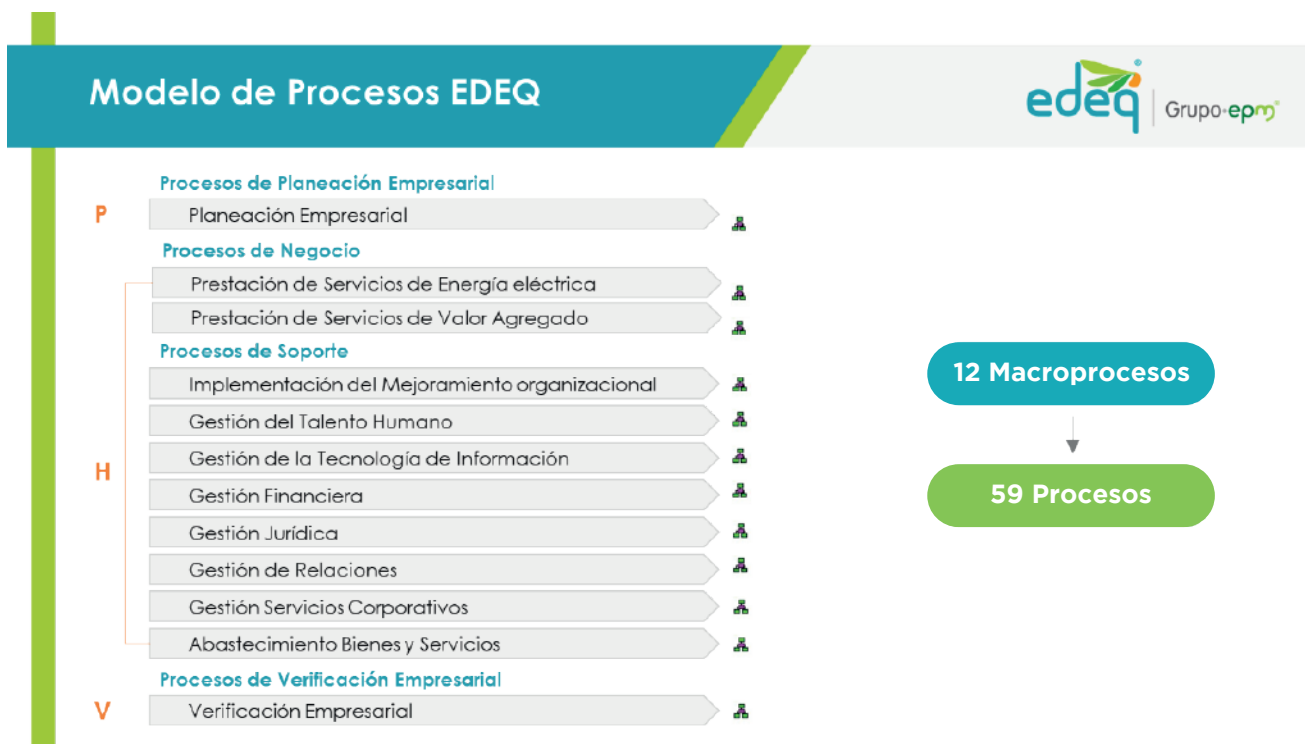 Modelo de Procesos EDEQ
edeq
Grupo·epm®
Procesos de Planeación Empresarial
P
Planeación Empresarial
Procesos de Negocio
Prestación de Servicios de Energía eléctrica
Prestación de Servicios de Valor Agregado
Procesos de Soporte
Implementación del Mejoramiento organizacional
Gestión del Talento Humano
Gestión de la Tecnología de Información
H
Gestión Financiera
Gestión Jurídica
Gestión de Relaciones
Gestión Servicios Corporativos
Abastecimiento Bienes y Servicios
Procesos de Verificación Empresarial
V
Verificación Empresarial
12 Macroprocesos
59 Procesos